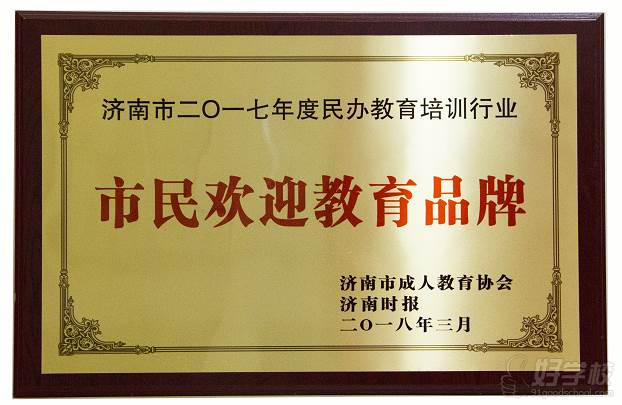 济南市二〇一七年度民办教育培训行业
市民欢迎教育品牌
济南市成人教育协会
济南时报
二〇一八年三月
好学校
91goodschool.com